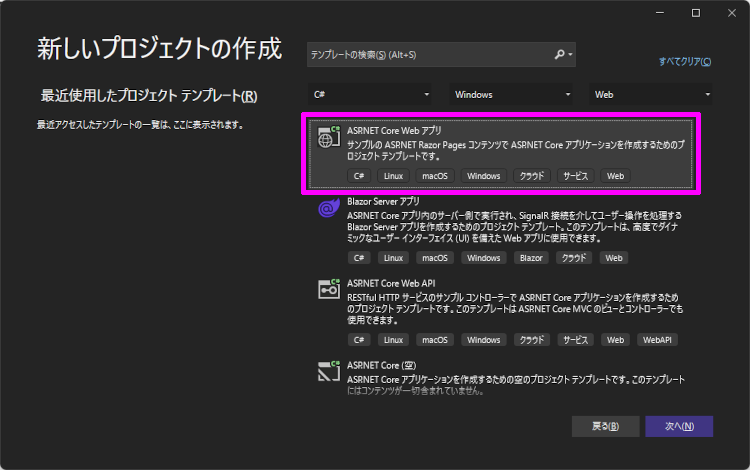 新しいプロジェクトの作成
テンプレートの検索(S) (Alt+S)
すべてクリア(C)
最近使用したプロジェクト テンプレート(R)
最近アクセスしたテンプレートの一覧は、ここに表示されます。
C#
Windows
Web
ASP.NET Core Web アプリ
サンプルの ASP.NET Razor Pages コンテンツで ASP.NET Core アプリケーションを作成するためのプ
ロジェクト テンプレートです。
C# Linux macOS Windows クラウド サービス Web
Blazor Server アプリ
ASP.NET Core アプリ内のサーバー側で実行され、SignalR 接続を介してユーザー操作を処理する
Blazor Server アプリを作成するためのプロジェクト テンプレート。このテンプレートは、高度でダイナ
ミックなユーザー インターフェイス (UI) を備えた Web アプリに使用できます。
C# Linux macOS Windows Blazor クラウド Web
ASP.NET Core Web API
RESTful HTTP サービスのサンプル コントローラーで ASP.NET Core アプリケーションを作成するため
のプロジェクト テンプレートです。このテンプレートは ASP.NET Core MVC のビューとコントローラーでも
使用できます。
C# Linux macOS Windows クラウド サービス Web WebAPI
ASP.NET Core (空)
ASP.NET Core アプリケーションを作成するための空のプロジェクト テンプレートです。このテンプレート
にはコンテンツが一切含まれていません。
戻る(B)
次へ(N)